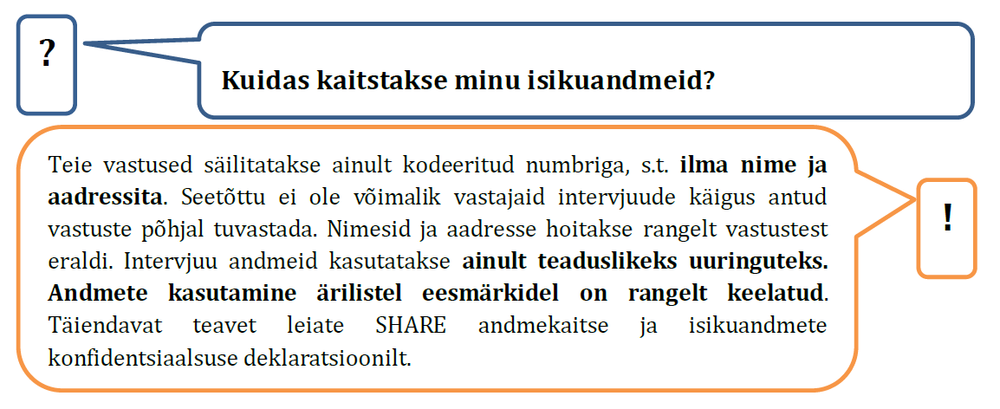 ?
Kuidas kaitstakse minu isikuandmeid?
Teie vastused säilitatakse ainult kodeeritud numbriga, s.t. ilma nime ja
aadressita. Seetõttu ei ole võimalik vastajaid intervjuude käigus antud
vastuste põhjal tuvastada. Nimesid ja aadresse hoitakse rangelt vastustest
eraldi. Intervjuu andmeid kasutatakse ainult teaduslikeks uuringuteks.
Andmete kasutamine ärilistel eesmärkidel on rangelt keelatud.
Täiendavat teavet leiate SHARE andmekaitse ja isikuandmete
konfidentsiaalsuse deklaratsioonilt.
!